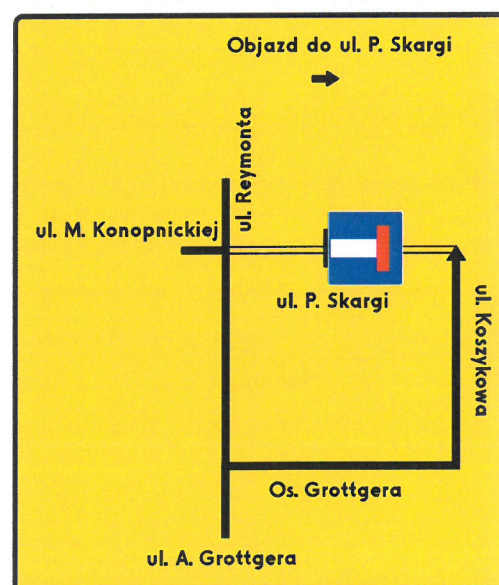 Objazd do ul. P. Skargi
ul. Reymonta
ul. M. Konopnickiej
ul. P. Skargi
ul. Koszykowa
Os. Grottgera
ul. A. Grottgera